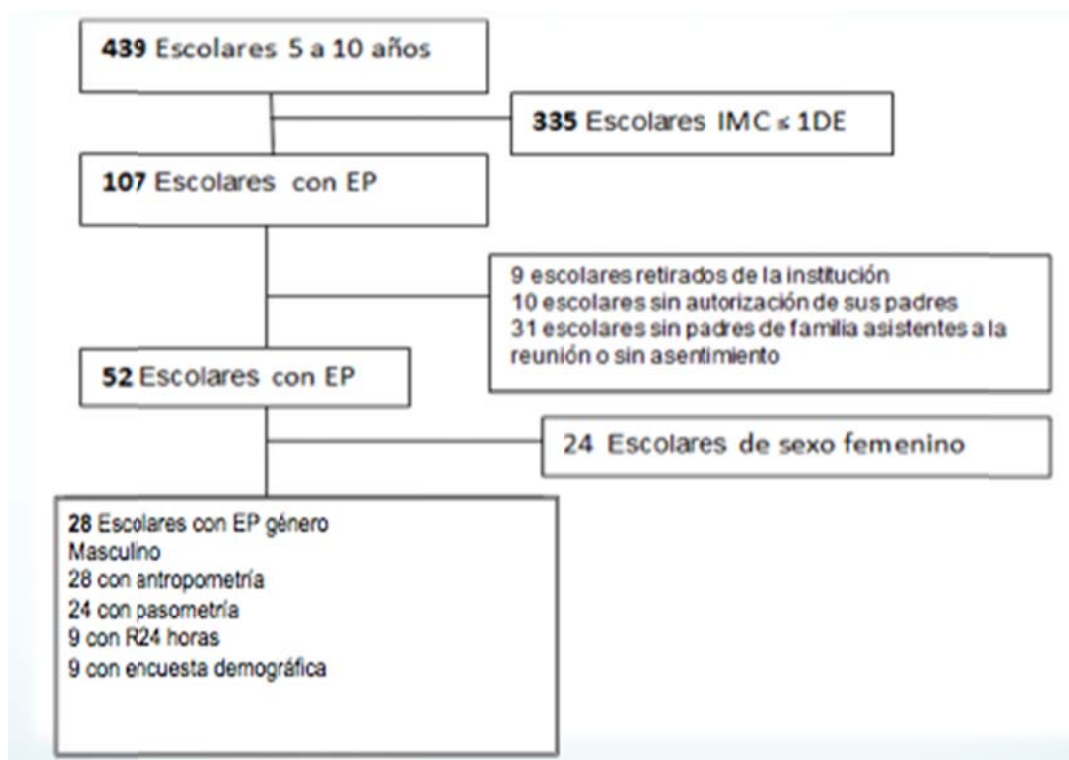 439 Escolares 5 a 10 años
335 Escolares IMC ≤ 1DE
107 Escolares con EP
9 escolares retirados de la institución
10 escolares sin autorización de sus padres
31 escolares sin padres de familia asistentes a la
reunión o sin asentimiento
52 Escolares con EP
24 Escolares de sexo femenino
28 Escolares con EP género
Masculino
28 con antropometría
24 con pasometría
9 con R24 horas
9 con encuesta demográfica